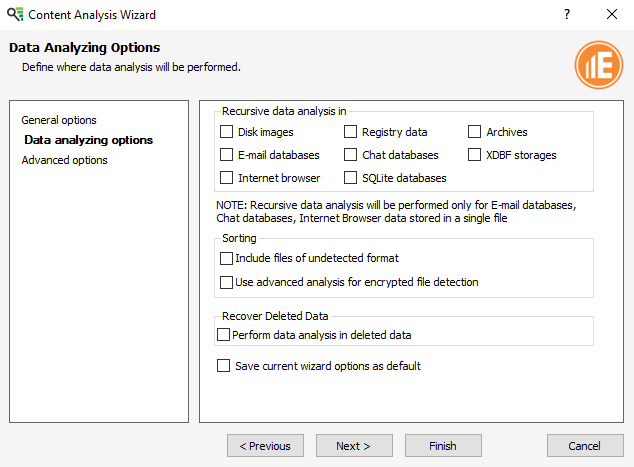 Content Analysis Wizard
?
Data Analyzing Options
Define where data analysis will be performed.
E
General options
Data analyzing options
Advanced options
Recursive data analysis in
Disk images
Registry data
Archives
E-mail databases
Chat databases
XDBF storages
Internet browser
SQLite databases
NOTE: Recursive data analysis will be performed only for E-mail databases,
Chat databases, Internet Browser data stored in a single file
Sorting
Include files of undetected format
Use advanced analysis for encrypted file detection
Recover Deleted Data
Perform data analysis in deleted data
Save current wizard options as default
< Previous
Next >
Finish
Cancel